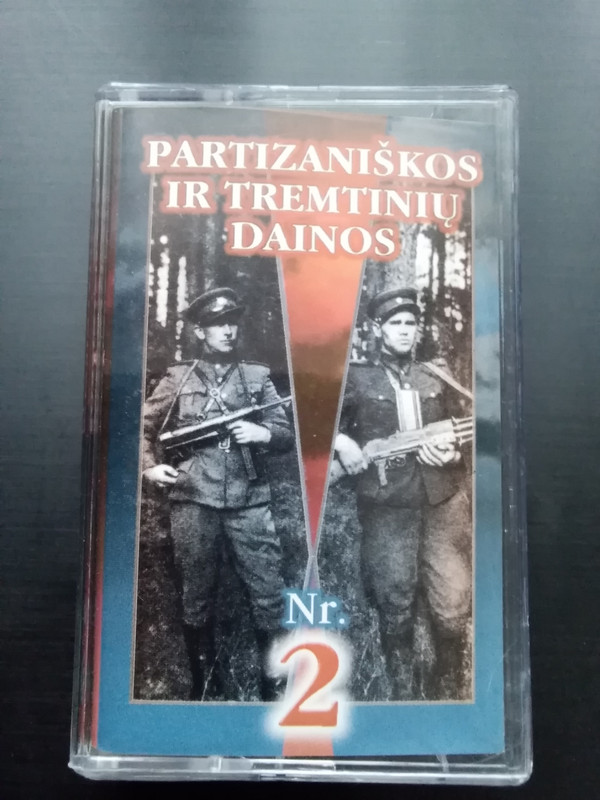 PARTIZANIŠKOS
IR TREMTINIŲ
DAINOS
Nr.
2